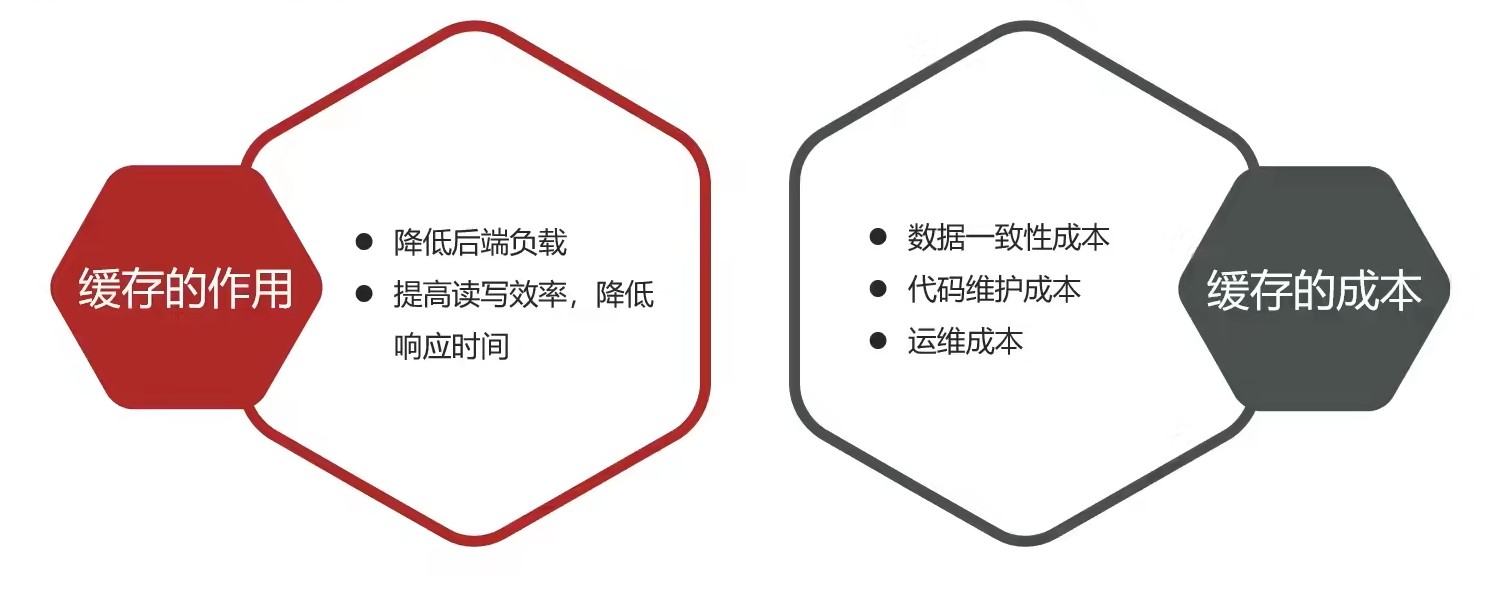 缓存的作用
● 降低后端负载
● 提高读写效率，降低
响应时间
● 数据一致性成本
● 代码维护成本
● 运维成本
缓存的成本